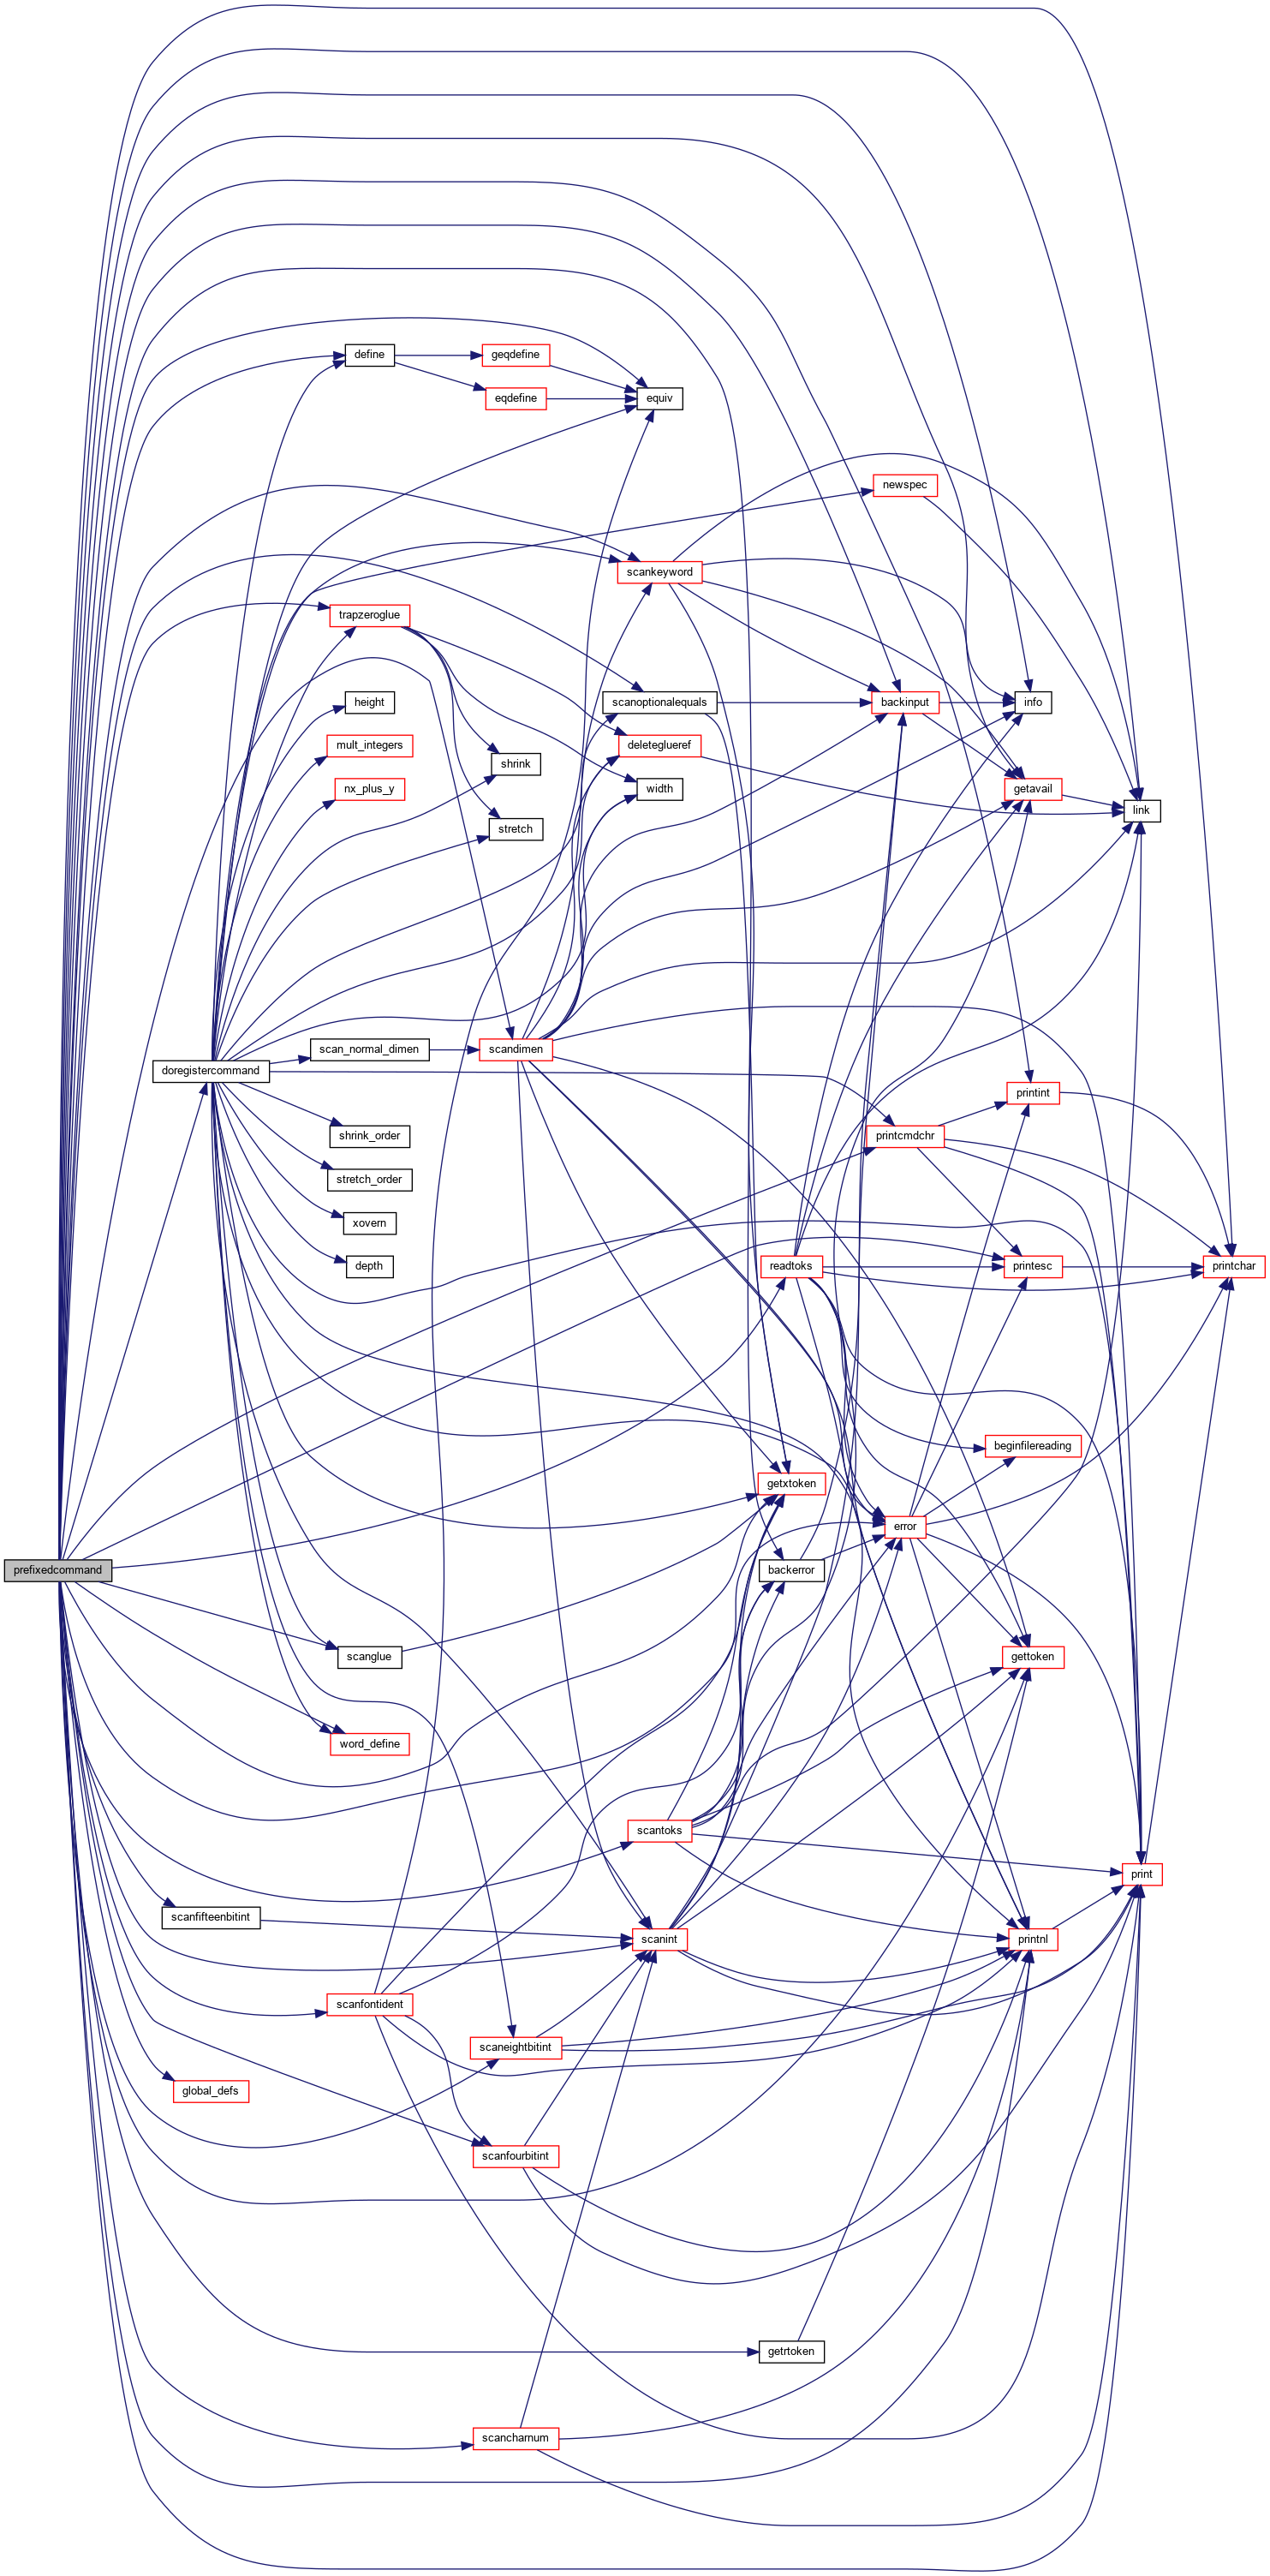 define
geqdefine
eqdefine
equiv
newspec
scankeyword
trapzeroglue
height
scanoptionalequals
backinput
info
mult_integers
deleteglueref
shrink
nx_plus_y
width
getavail
link
stretch
scan_normal_dimen
scandimen
doregistercommand
printint
shrink_order
printcmdchr
stretch_order
xovern
depth
readtoks
printesc
printchar
beginfilereading
getxtoken
error
prefixedcommand
backerror
scanglue
gettoken
word_define
scantoks
print
scanfifteenbitint
scanint
printnl
scanfontident
scaneightbitint
global_defs
scanfourbitint
getrtoken
scancharnum